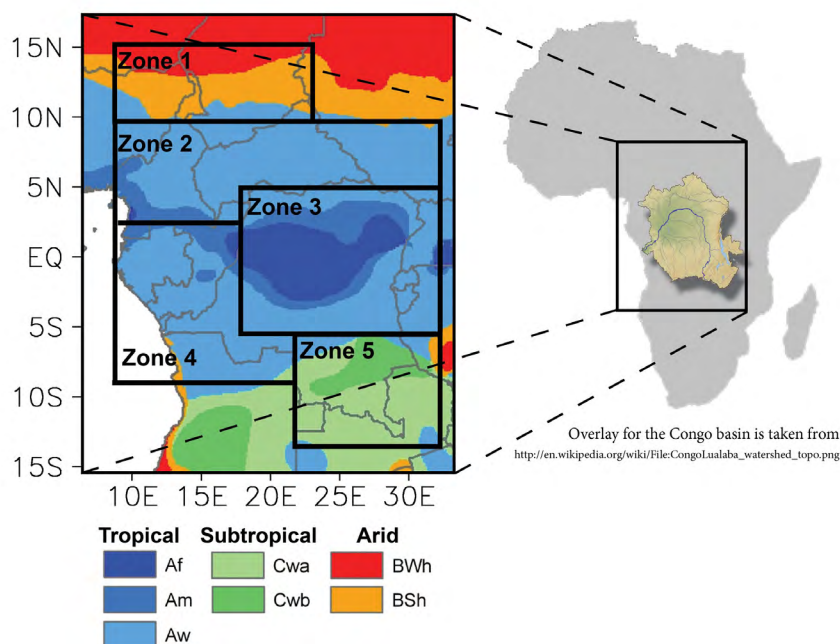 15N
10N
5N
EQ
5S
10S
15S
Zone 1
Zone 2
Zone 3
Zone 4
Zone 5
10E 15E 20E 25E 30E
Overlay for the Congo basin is taken from
http://en.wikipedia.org/wiki/File:CongoLualaba_watershed_topo.png
Tropical Subtropical Arid
Af Cwa BWh
Am Cwb BSh
Aw